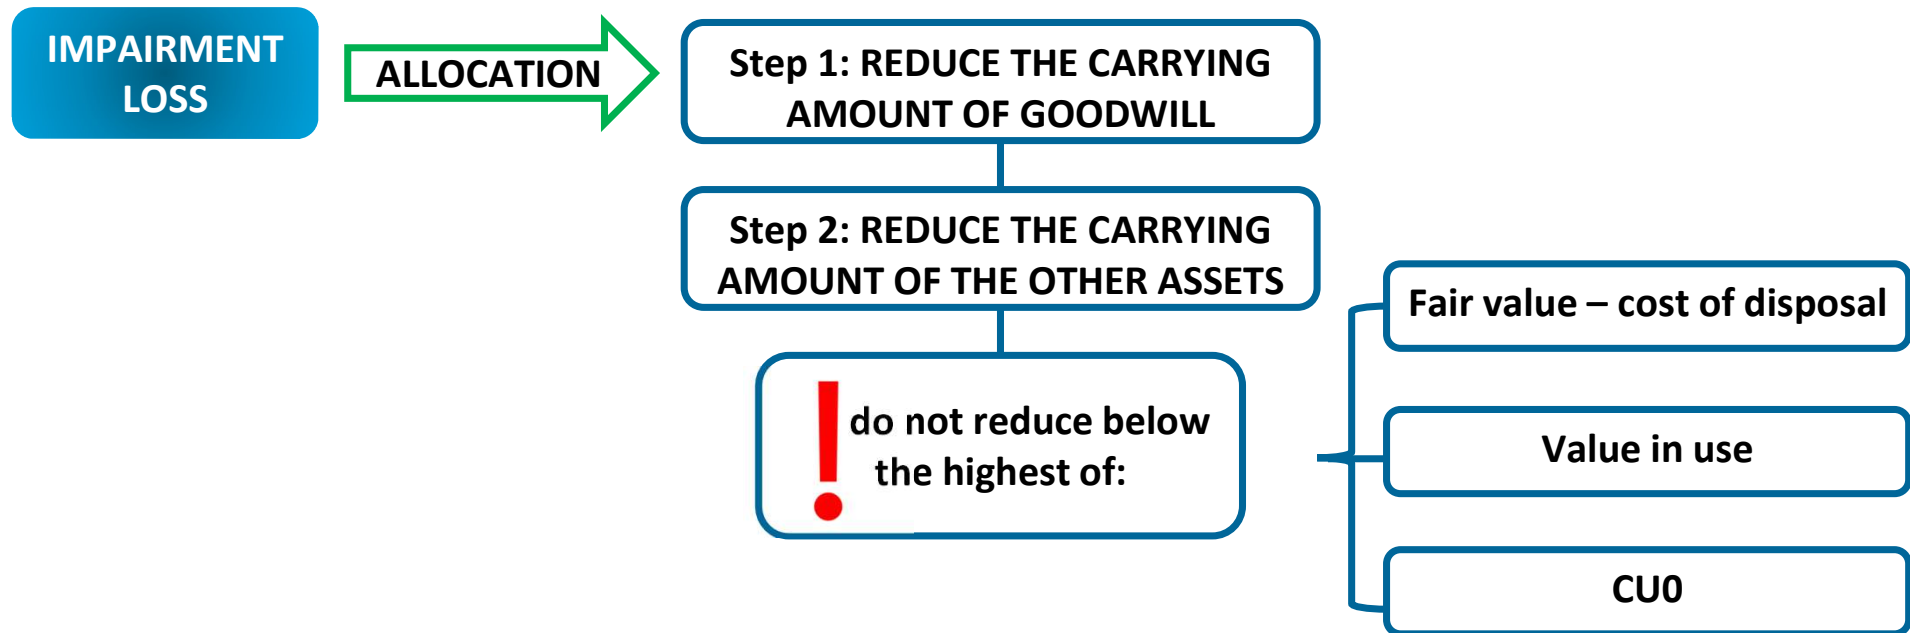 IMPAIRMENT
LOSS
ALLOCATION
Step 1: REDUCE THE CARRYING
AMOUNT OF GOODWILL
Step 2: REDUCE THE CARRYING
AMOUNT OF THE OTHER ASSETS
! do not reduce below
the highest of:
Fair value – cost of disposal
Value in use
CU0